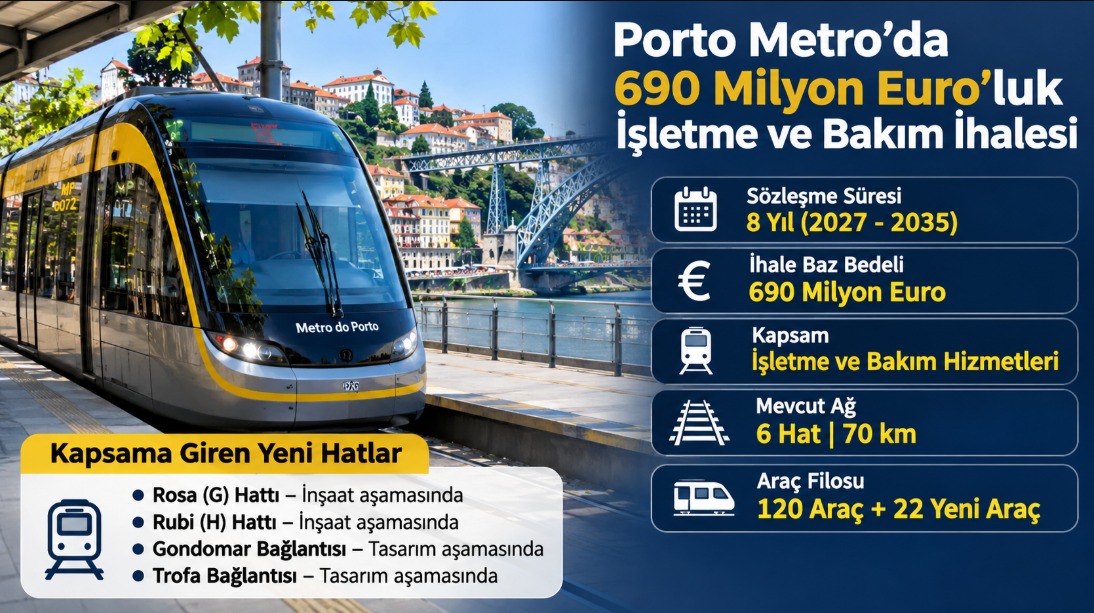 Porto Metro'da
690 Milyon Euro'luk
İşletme ve Bakım İhalesi
Sözleşme Süresi
8 Yıl (2027 - 2035)
€
İhale Baz Bedeli
690 Milyon Euro
Kapsam
İşletme ve Bakım Hizmetleri
Mevcut Ağ
6 Hat | 70 km
Araç Filosu
120 Araç + 22 Yeni Araç
MP
Metro do Porto
Kapsama Giren Yeni Hatlar
• Rosa (G) Hattı – İnşaat aşamasında
• Rubi (H) Hattı – İnşaat aşamasında
• Gondomar Bağlantısı – Tasarım aşamasında
• Trofa Bağlantısı – Tasarım aşamasında